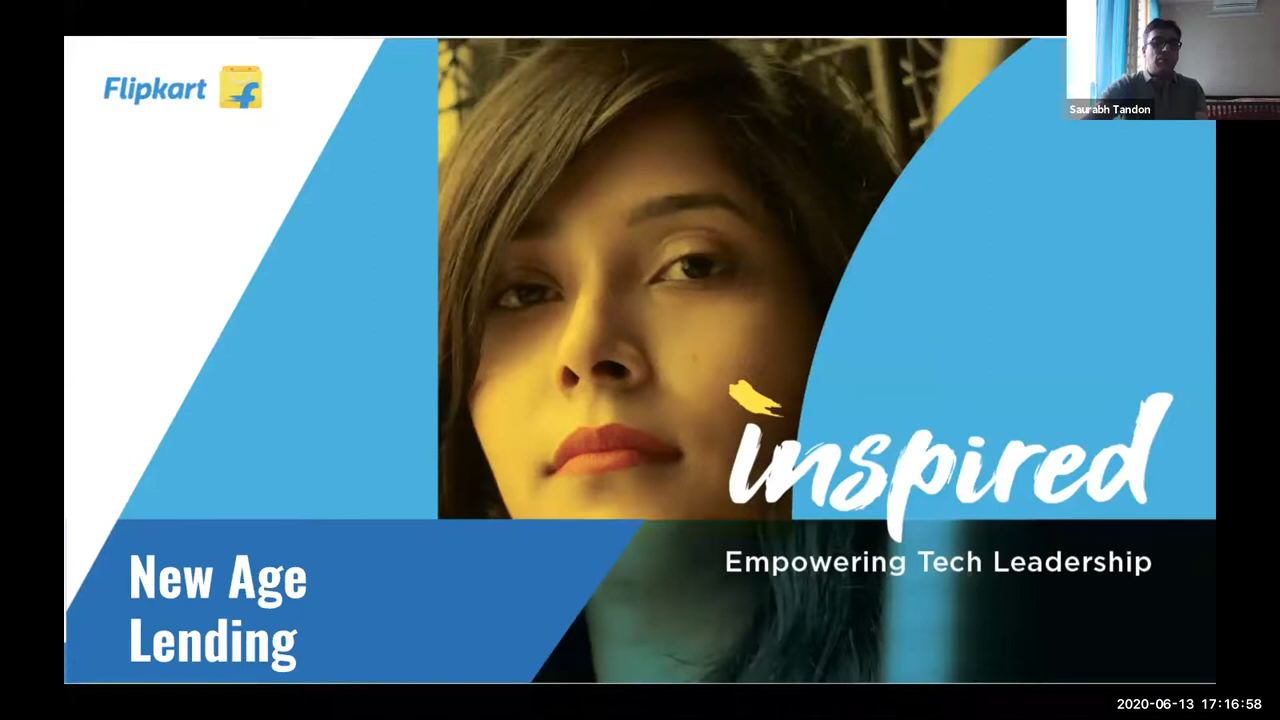 Flipkart
Saurabh Tandon
inspired
Empowering Tech Leadership
New Age
Lending
2020-06-13 17:16:58